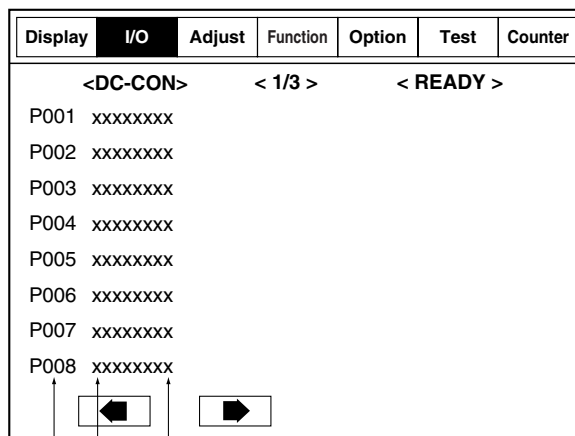 Display I/O Adjust Function Option Test Counter
<DC-CON> < 1/3 > < READY >
P001 xxxxxxxx
P002 xxxxxxxx
P003 xxxxxxxx
P004 xxxxxxxx
P005 xxxxxxxx
P006 xxxxxxxx
P007 xxxxxxxx
P008 xxxxxxxx